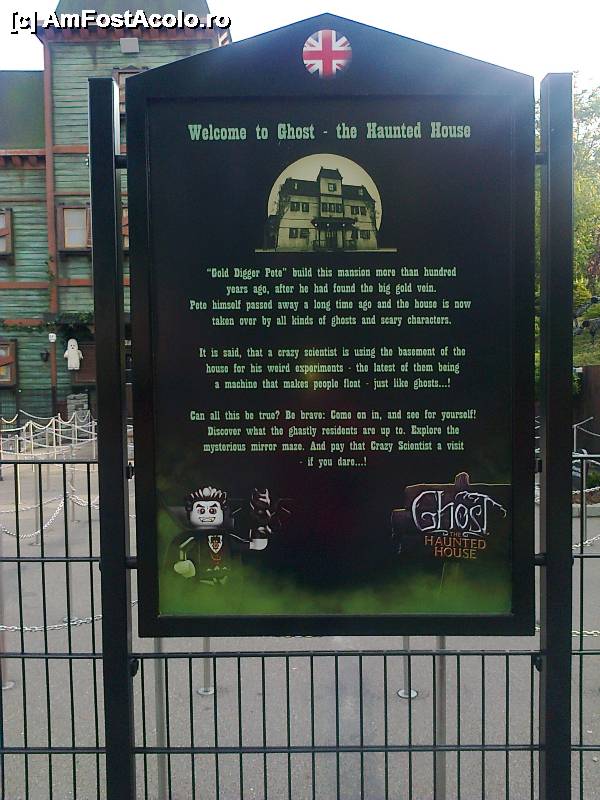 [c] AmFostAcolo.ro
Welcome to Ghost - the Haunted House
"Gold Digger Pete" build this mansion more than hundred
years ago, after he had found the big gold vein.
Pete himself passed away a long time ago and the house is now
taken over by all kinds of ghosts and scary characters.
It is said, that a crazy scientist is using the basement of the
house for his weird experiments - the latest of them being
a machine that makes people float - just like ghosts...!
Can all this be true? Be brave: Come on in, and see for yourself!
Discover what the ghastly residents are up to. Explore the
mysterious mirror maze. And pay that Crazy Scientist a visit
- if you dare...!
GHOST
THE
HAUNTED
HOUSE